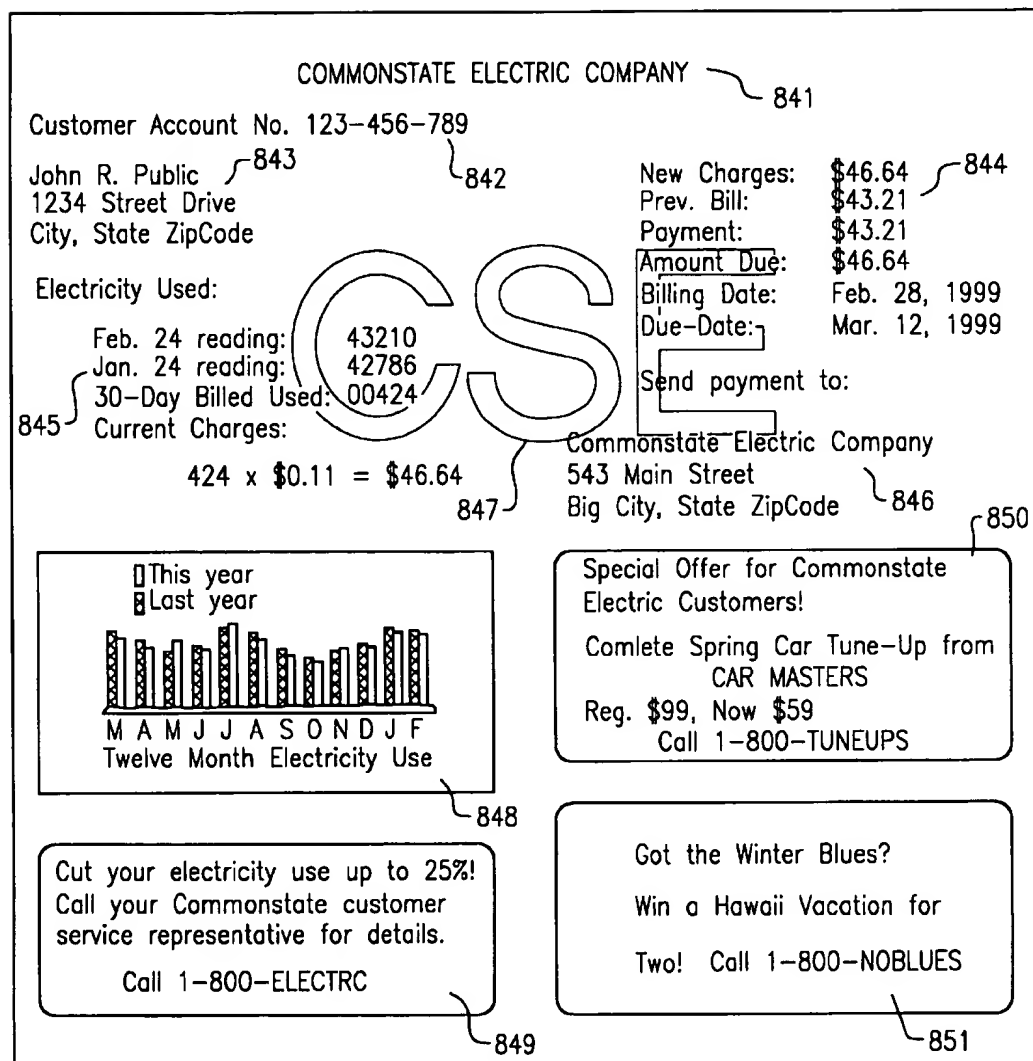 COMMONSTATE ELECTRIC COMPANY
841
Customer Account No. 123-456-789
842
John R. Public
843
1234 Street Drive
City, State ZipCode
New Charges: $46.64
844
Prev. Bill: $43.21
Payment: $43.21
Amount Due: $46.64
Billing Date: Feb. 28, 1999
Due-Date: Mar. 12, 1999
CSE
847
Electricity Used:
Feb. 24 reading: 43210
Jan. 24 reading: 42786
30-Day Billed Used: 00424
845
Current Charges:
424 x $0.11 = $46.64
Send payment to:
Commonstate Electric Company
543 Main Street
Big City, State ZipCode
846
This year
Last year
M A M J J A S O N D J F
Twelve Month Electricity Use
848
850
Special Offer for Commonstate
Electric Customers!
Comlete Spring Car Tune-Up from
CAR MASTERS
Reg. $99, Now $59
Call 1-800-TUNEUPS
Cut your electricity use up to 25%!
Call your Commonstate customer
service representative for details.
Call 1-800-ELECTRC
849
Got the Winter Blues?
Win a Hawaii Vacation for
Two! Call 1-800-NOBLUES
851